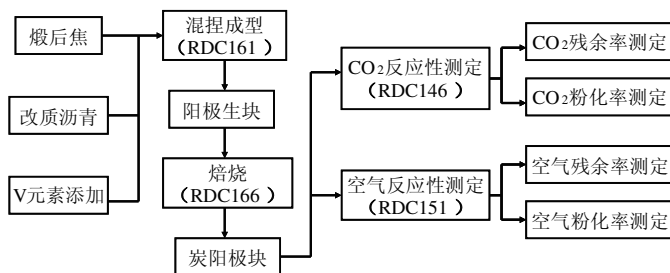 煅后焦
改质沥青
V元素添加
混捏成型
（RDC161）
阳极生块
焙烧
（RDC166）
炭阳极块
CO₂反应性测定
（RDC146）
空气反应性测定
（RDC151）
CO₂残余率测定
CO₂粉化率测定
空气残余率测定
空气粉化率测定